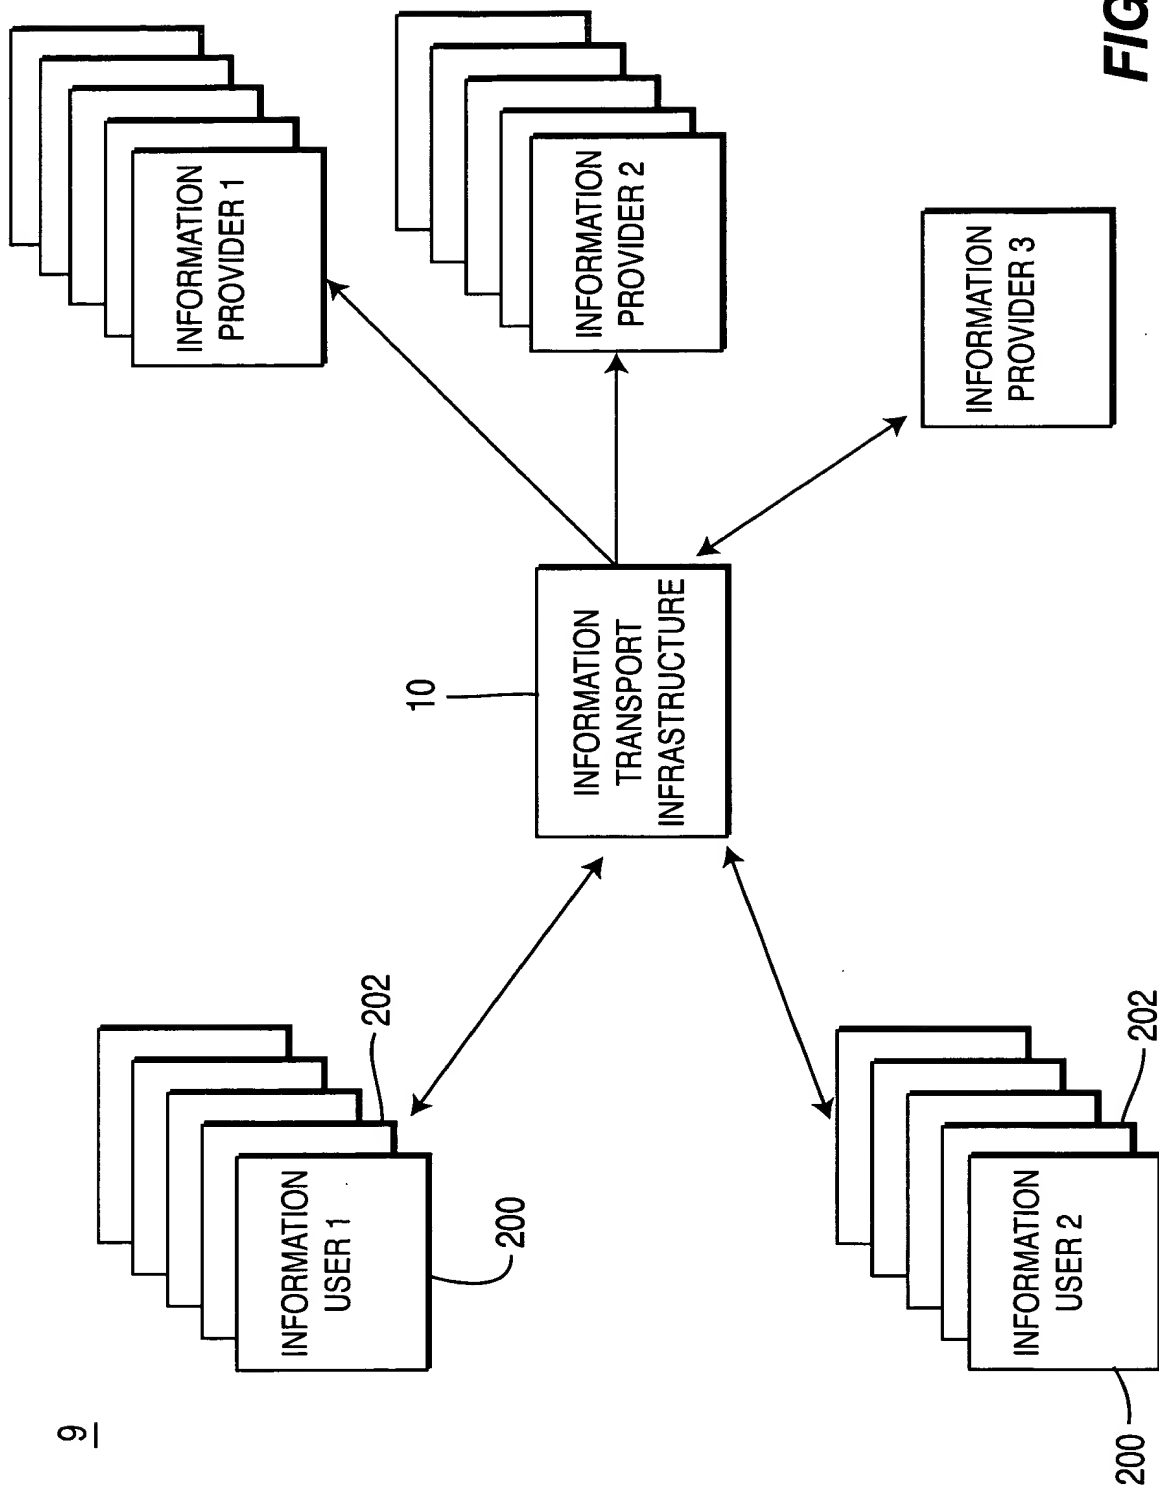 9
INFORMATION
PROVIDER 1
INFORMATION
USER 1
202
10
200
INFORMATION
TRANSPORT
INFRASTRUCTURE
INFORMATION
PROVIDER 2
INFORMATION
PROVIDER 3
INFORMATION
USER 2
200
202
FIG